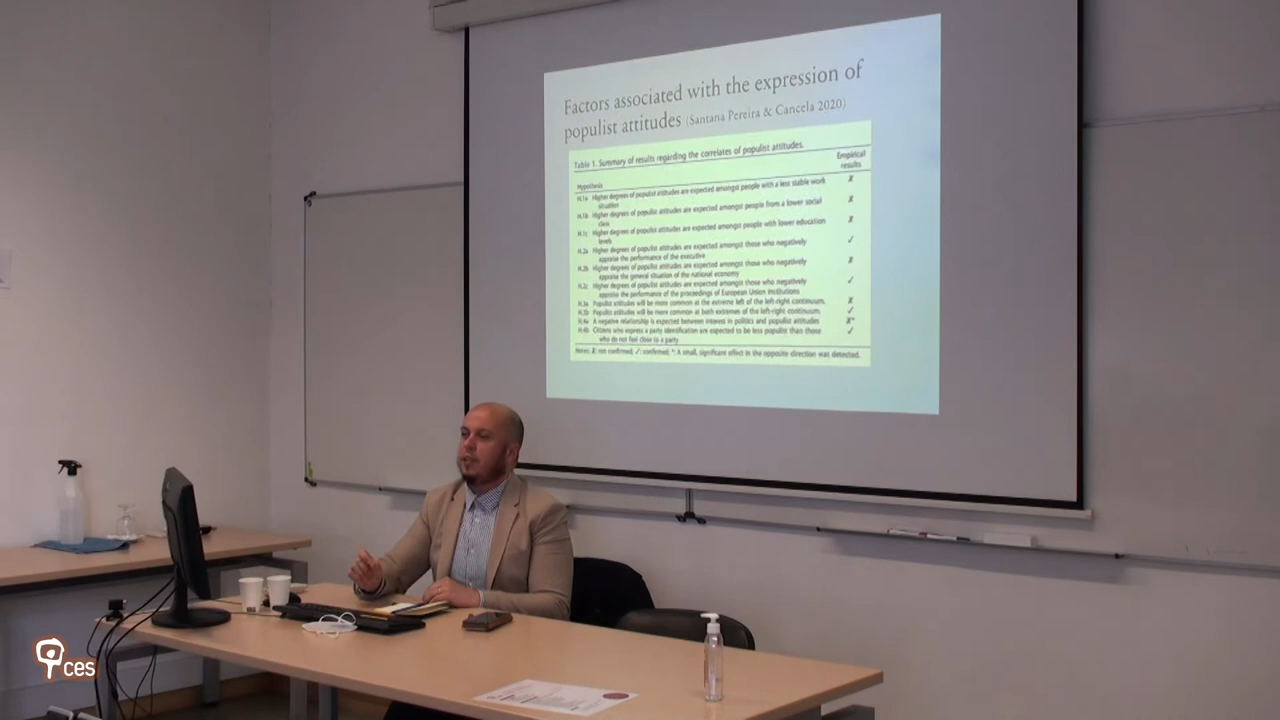 Factors associated with the expression of
populist attitudes (Santana Pereira & Cancela 2020)
Table 1. Summary of results regarding the correlates of populist attitudes.
Hypothesis
Empirical
results
H.1a Higher degrees of populist attitudes are expected amongst people with a less stable work
situation ✗
H.1b Higher degrees of populist attitudes are expected amongst people from a lower social
class ✗
H.1c Higher degrees of populist attitudes are expected amongst people with lower education
levels ✗
H.2a Higher degrees of populist attitudes are expected amongst those who negatively
appraise the performance of the executive ✓
H.2b Higher degrees of populist attitudes are expected amongst those who negatively
appraise the general situation of the national economy ✗
H.2c Higher degrees of populist attitudes are expected amongst those who negatively
appraise the performance of the proceedings of European Union institutions ✓
H.3a Populist attitudes will be more common at the extreme left of the left-right continuum. ✗
H.3b Populist attitudes will be more common at both extremes of the left-right continuum. ✓
H.4a A negative relationship is expected between interest in politics and populist attitudes ✗*
H.4b Citizens who express a party identification are expected to be less populist than those
who do not feel close to a party ✓
Notes: ✗: not confirmed; ✓: confirmed; *: A small, significant effect in the opposite direction was detected.
ces